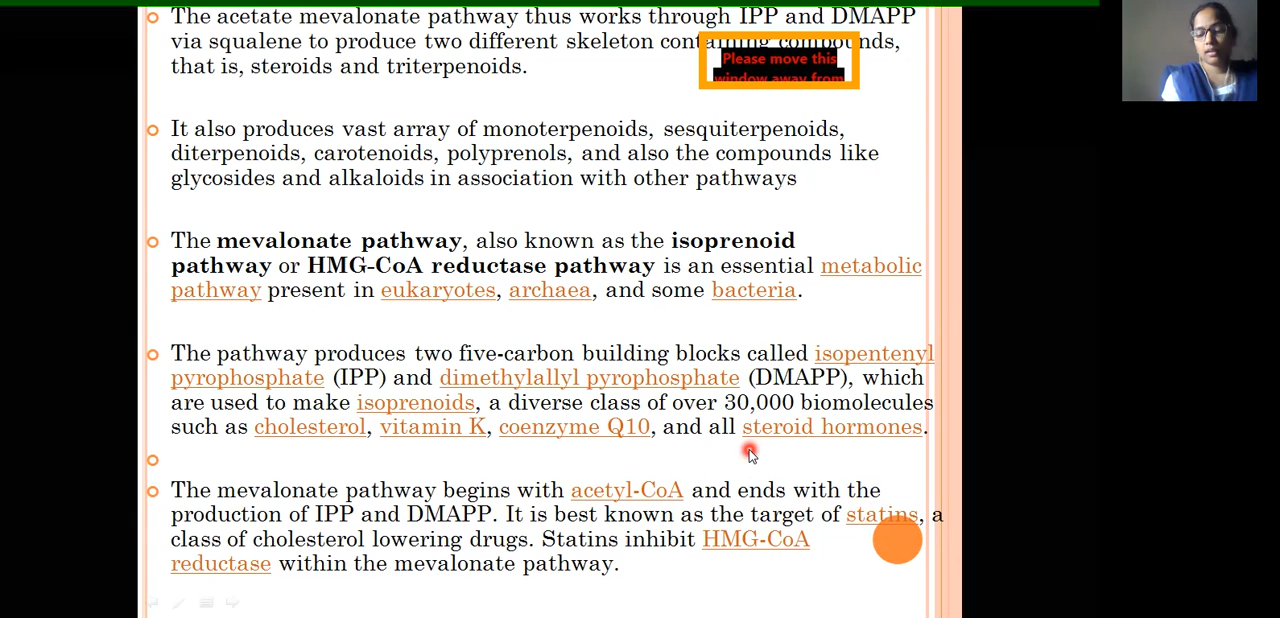 The acetate mevalonate pathway thus works through IPP and DMAPP
via squalene to produce two different skeleton containing compounds,
that is, steroids and triterpenoids.
Please move this
window away from
It also produces vast array of monoterpenoids, sesquiterpenoids,
diterpenoids, carotenoids, polyprenols, and also the compounds like
glycosides and alkaloids in association with other pathways
The mevalonate pathway, also known as the isoprenoid
pathway or HMG-CoA reductase pathway is an essential metabolic
pathway present in eukaryotes, archaea, and some bacteria.
The pathway produces two five-carbon building blocks called isopentenyl
pyrophosphate (IPP) and dimethylallyl pyrophosphate (DMAPP), which
are used to make isoprenoids, a diverse class of over 30,000 biomolecules
such as cholesterol, vitamin K, coenzyme Q10, and all steroid hormones.
The mevalonate pathway begins with acetyl-CoA and ends with the
production of IPP and DMAPP. It is best known as the target of statins, a
class of cholesterol lowering drugs. Statins inhibit HMG-CoA
reductase within the mevalonate pathway.